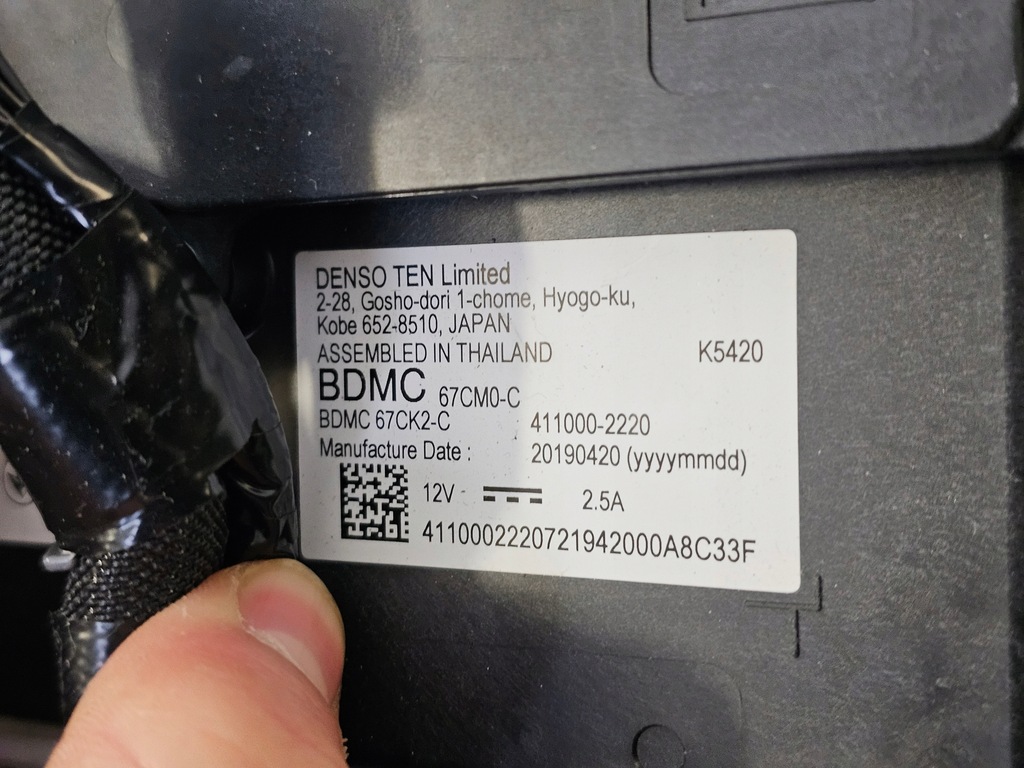 DENSO TEN Limited
2-28, Gosho-dori 1-chome, Hyogo-ku,
Kobe 652-8510, JAPAN
ASSEMBLED IN THAILAND K5420
BDMC 67CM0-C
BDMC 67CK2-C 411000-2220
Manufacture Date : 20190420 (yyyymmdd)
12V 2.5A
4110002220721942000A8C33F